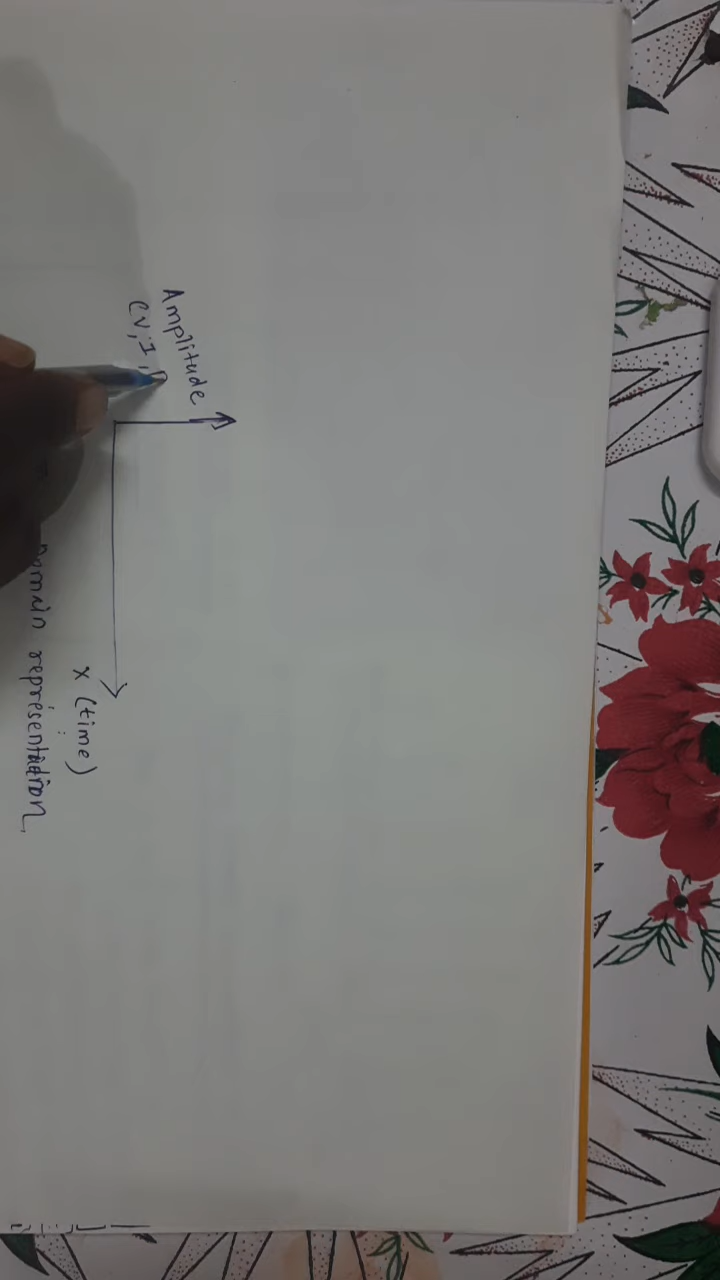 Amplitude
(V, I, P
x (time)
Domain representation.